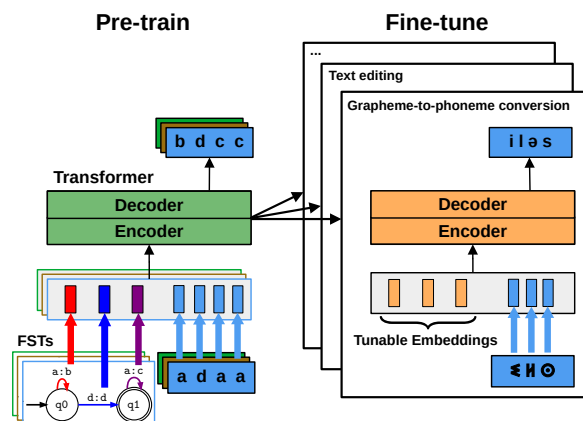 Pre-train
Fine-tune
...
Text editing
Grapheme-to-phoneme conversion
b d c c
i l ə s
Transformer
Decoder
Encoder
Decoder
Encoder
FSTs
Tunable Embeddings
a:b
a:c
d:d
q0
q1
a d a a